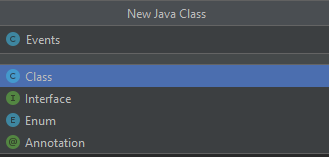 New Java Class
C Events
C Class
I Interface
E Enum
@ Annotation